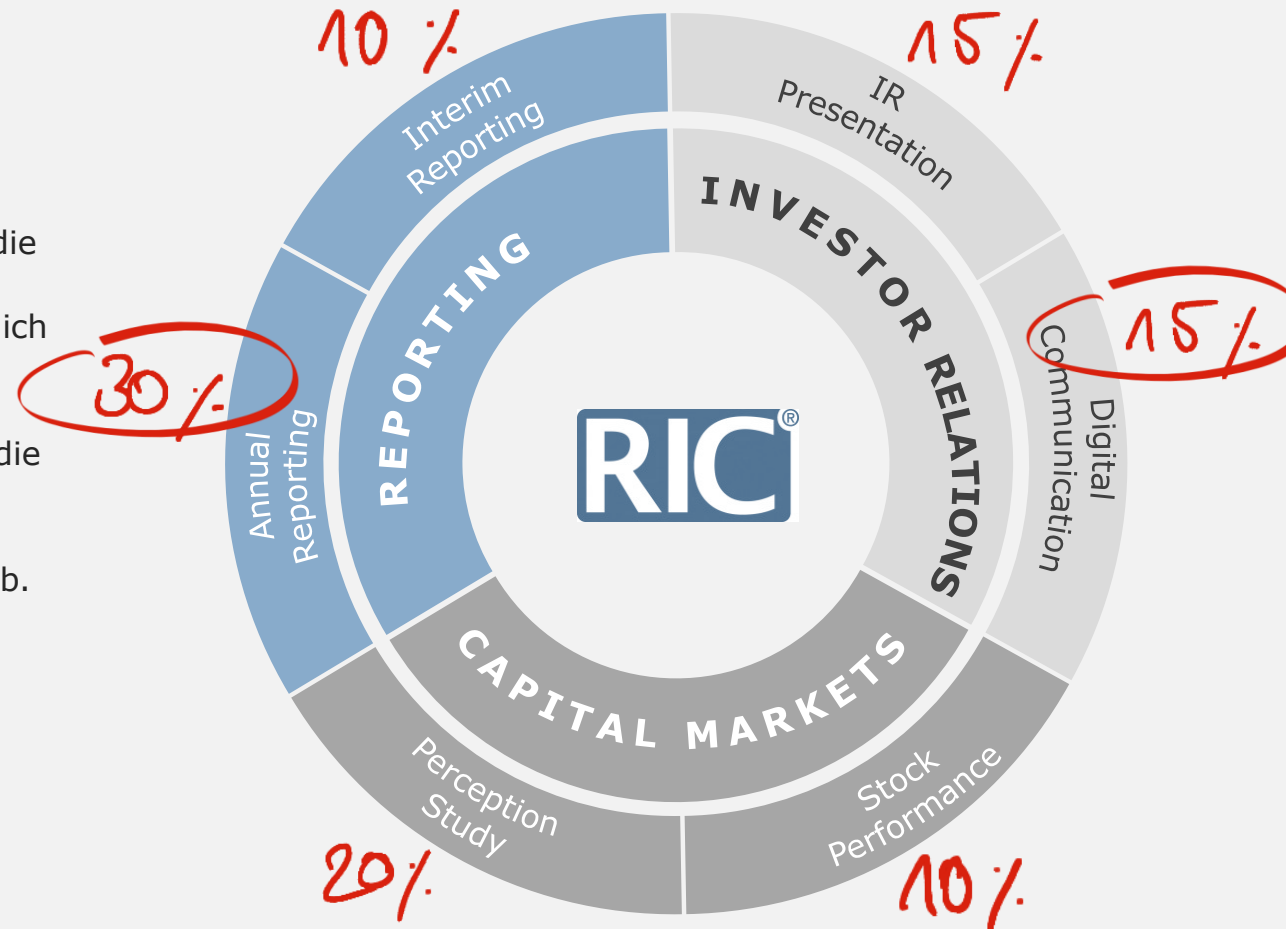 10 %
15 %
Interim
Reporting
IR
Presentation
die
ich
die
b.
30 %
Annual
Reporting
REPORTING
INVESTOR RELATIONS
15 %
Digital
Communication
RIC®
CAPITAL MARKETS
Perception
Study
Stock
Performance
20 %
10 %